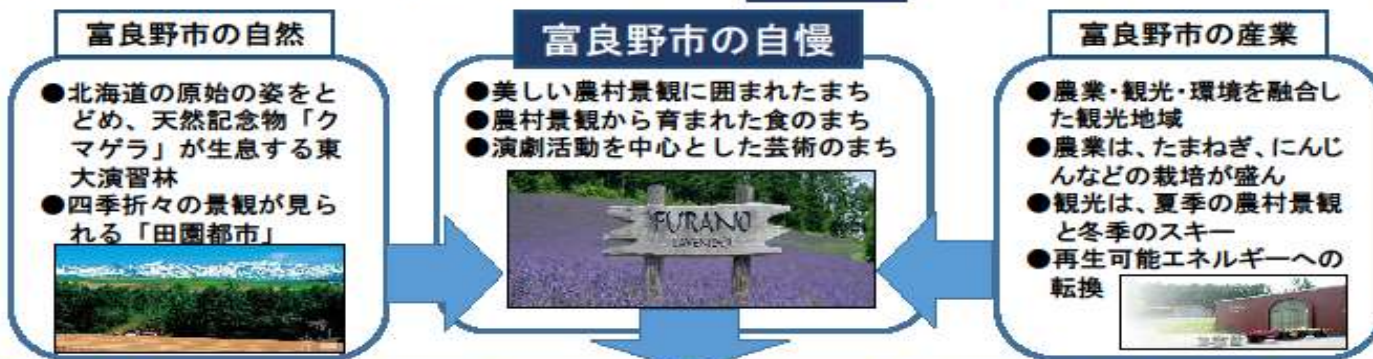 富良野市の自然
●北海道の原始の姿をと
どめ、天然記念物「ク
マゲラ」が生息する東
大演習林
●四季折々の景観が見ら
れる「田園都市」
富良野市の自慢
●美しい農村景観に囲まれたまち
●農村景観から育まれた食のまち
●演劇活動を中心とした芸術のまち
FURANO
LAVENDER
富良野市の産業
●農業・観光・環境を融合し
た観光地域
●農業は、たまねぎ、にんじ
んなどの栽培が盛ん
●観光は、夏季の農村景観
と冬季のスキー
●再生可能エネルギーへの
転換